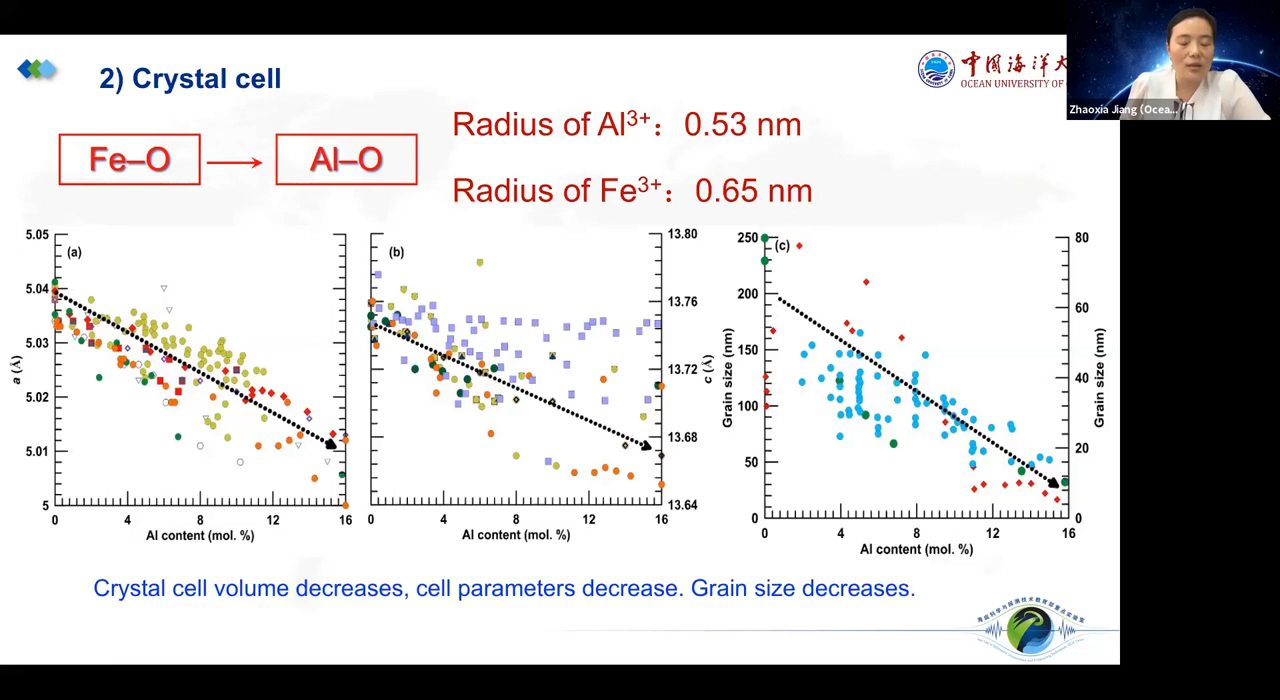 2) Crystal cell
中国海洋大
OCEAN UNIVERSITY OF
Zhaoxia Jiang (Ocea...
Fe–O
Al–O
Radius of Al³⁺：0.53 nm
Radius of Fe³⁺：0.65 nm
(a)
5.05
5.04
5.03
5.02
5.01
5
a (Å)
0 4 8 12 16
Al content (mol. %)
(b)
13.80
13.76
13.72
13.68
13.64
c (Å)
0 4 8 12 16
Al content (mol. %)
(c)
250
200
150
100
50
0
Grain size (nm)
80
60
40
20
0
Grain size (nm)
0 4 8 12 16
Al content (mol. %)
Crystal cell volume decreases, cell parameters decrease. Grain size decreases.